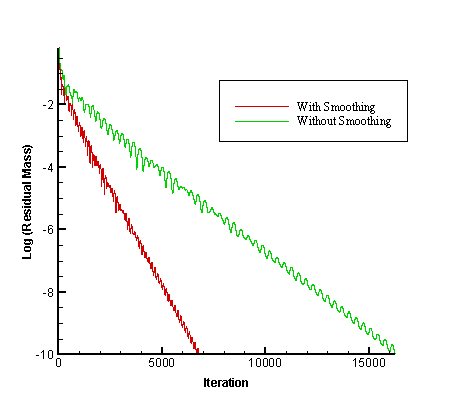 With Smoothing
Without Smoothing
-2
-4
-6
-8
-10
Log (Residual Mass)
0
5000
10000
15000
Iteration